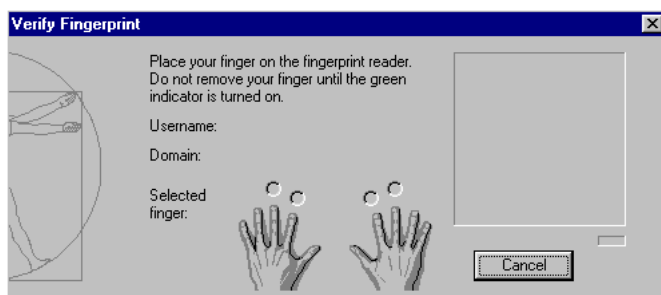 Verify Fingerprint
Place your finger on the fingerprint reader.
Do not remove your finger until the green
indicator is turned on.
Username:
Domain:
Selected
finger:
Cancel